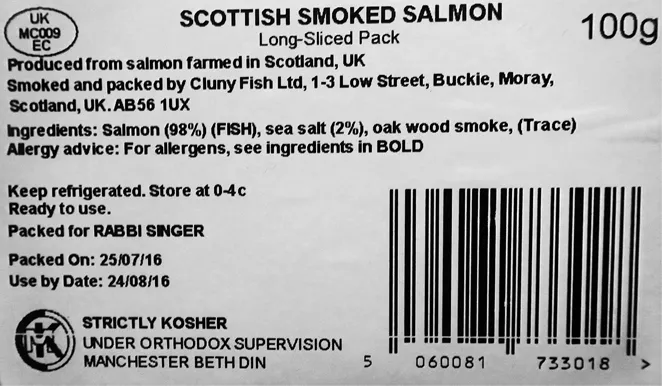 UK
MC009
EC
SCOTTISH SMOKED SALMON
Long-Sliced Pack
100g
Produced from salmon farmed in Scotland, UK
Smoked and packed by Cluny Fish Ltd, 1-3 Low Street, Buckie, Moray,
Scotland, UK. AB56 1UX
Ingredients: Salmon (98%) (FISH), sea salt (2%), oak wood smoke, (Trace)
Allergy advice: For allergens, see ingredients in BOLD
Keep refrigerated. Store at 0-4c
Ready to use.
Packed for RABBI SINGER
Packed On: 25/07/16
Use by Date: 24/08/16
STRICTLY KOSHER
UNDER ORTHODOX SUPERVISION
MANCHESTER BETH DIN
5 060081 733018 >